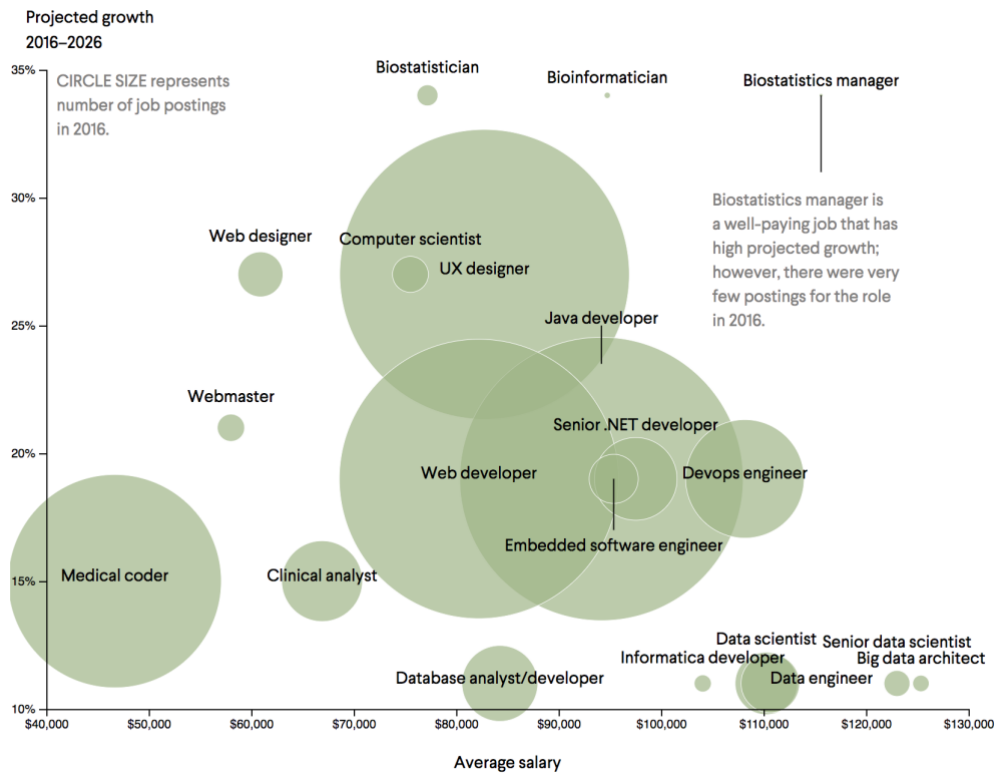 Projected growth
2016–2026
35%
30%
25%
20%
15%
10%
CIRCLE SIZE represents
number of job postings
in 2016.
Biostatistician
Bioinformatician
Biostatistics manager
Biostatistics manager is
a well-paying job that has
high projected growth;
however, there were very
few postings for the role
in 2016.
Web designer
Computer scientist
UX designer
Java developer
Webmaster
Senior .NET developer
Web developer
Devops engineer
Embedded software engineer
Medical coder
Clinical analyst
Data scientist
Senior data scientist
Informatica developer
Big data architect
Database analyst/developer
Data engineer
$40,000
$50,000
$60,000
$70,000
$80,000
$90,000
$100,000
$110,000
$120,000
$130,000
Average salary